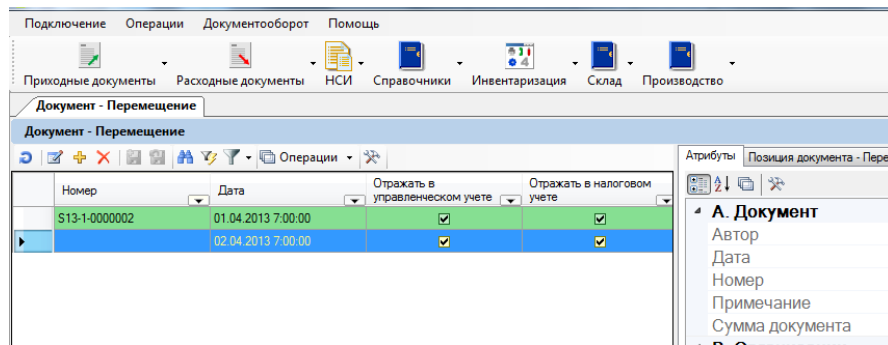 Подключение Операции Документооборот Помощь
Приходные документы Расходные документы НСИ Справочники Инвентаризация Склад Производство
Документ - Перемещение
Документ - Перемещение
Операции
Атрибуты Позиция документа - Пере
Номер Дата Отражать в управленческом учете Отражать в налоговом учете
S13-1-0000002 01.04.2013 7:00:00
02.04.2013 7:00:00
А. Документ
Автор
Дата
Номер
Примечание
Сумма документа